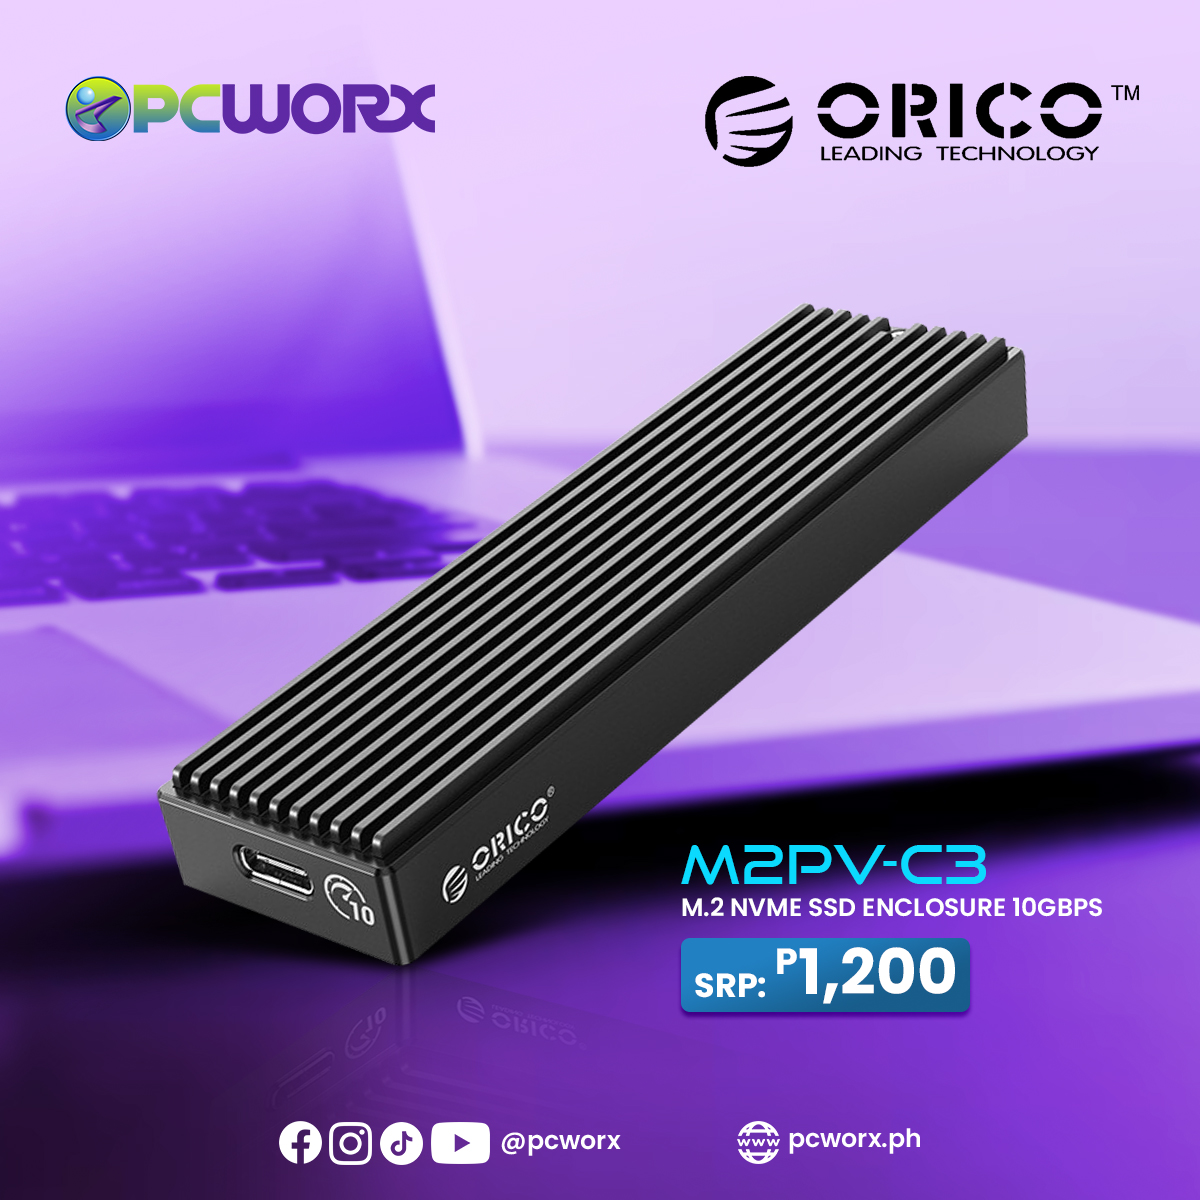 PCWORX
ORICO™
LEADING TECHNOLOGY
ORICO®
LEADING TECHNOLOGY
10
M2PV-C3
M.2 NVME SSD ENCLOSURE 10GBPS
SRP: ₱1,200
@pcworx
www
pcworx.ph